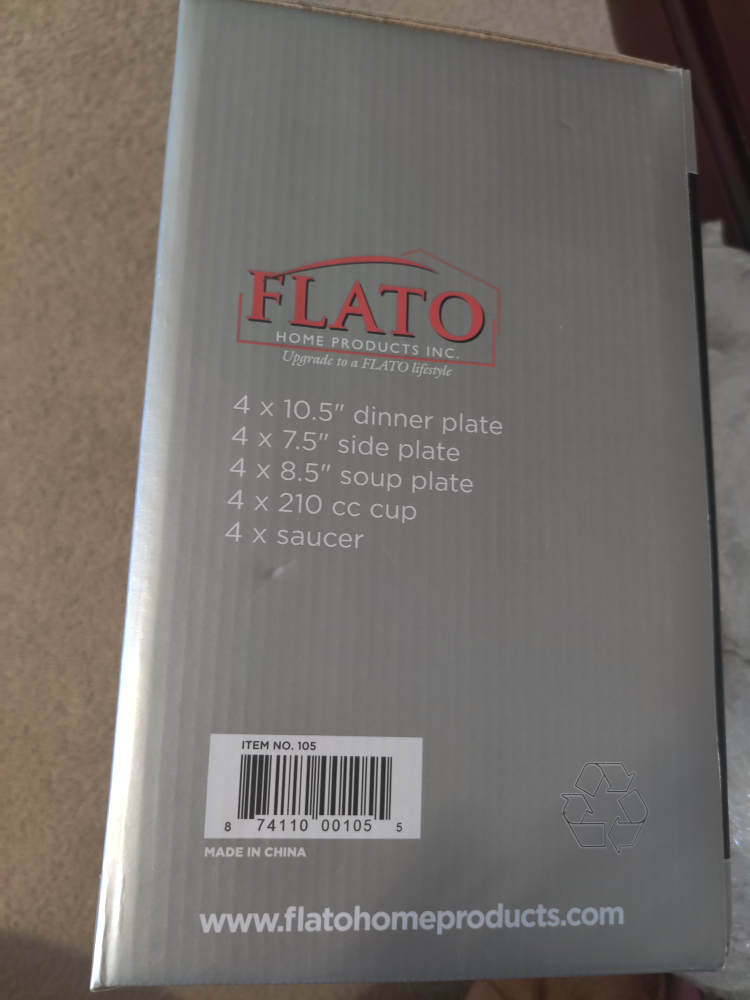 FLATO
HOME PRODUCTS INC.
Upgrade to a FLATO lifestyle
4 x 10.5" dinner plate
4 x 7.5" side plate
4 x 8.5" soup plate
4 x 210 cc cup
4 x saucer
ITEM NO. 105
8 74110 00105 5
MADE IN CHINA
www.flatohomeproducts.com